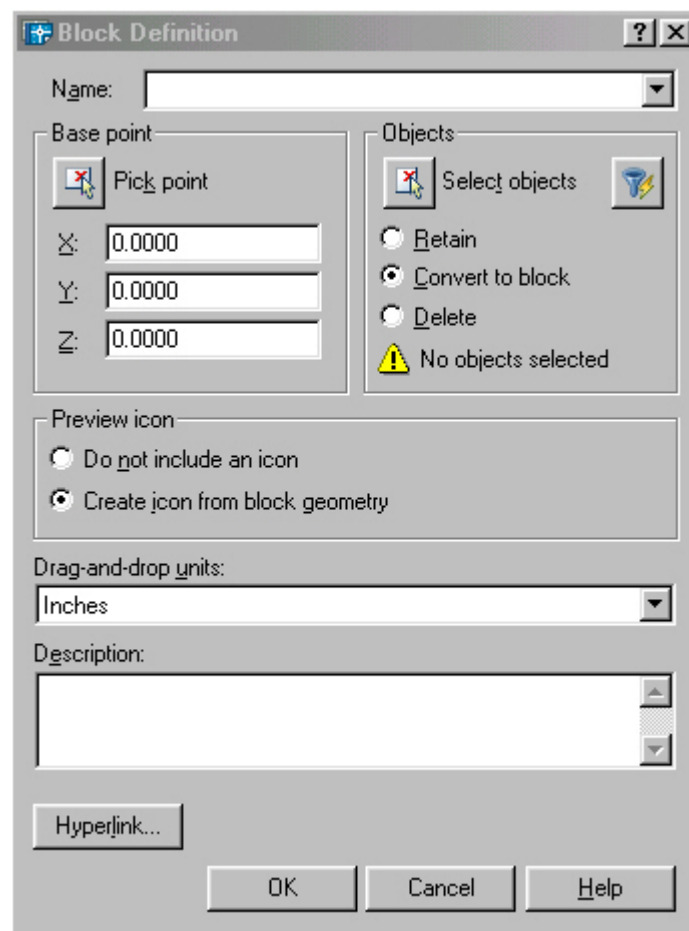 Block Definition
Name:
Base point
Pick point
X: 0.0000
Y: 0.0000
Z: 0.0000
Objects
Select objects
Retain
Convert to block
Delete
No objects selected
Preview icon
Do not include an icon
Create icon from block geometry
Drag-and-drop units:
Inches
Description:
Hyperlink...
OK Cancel Help